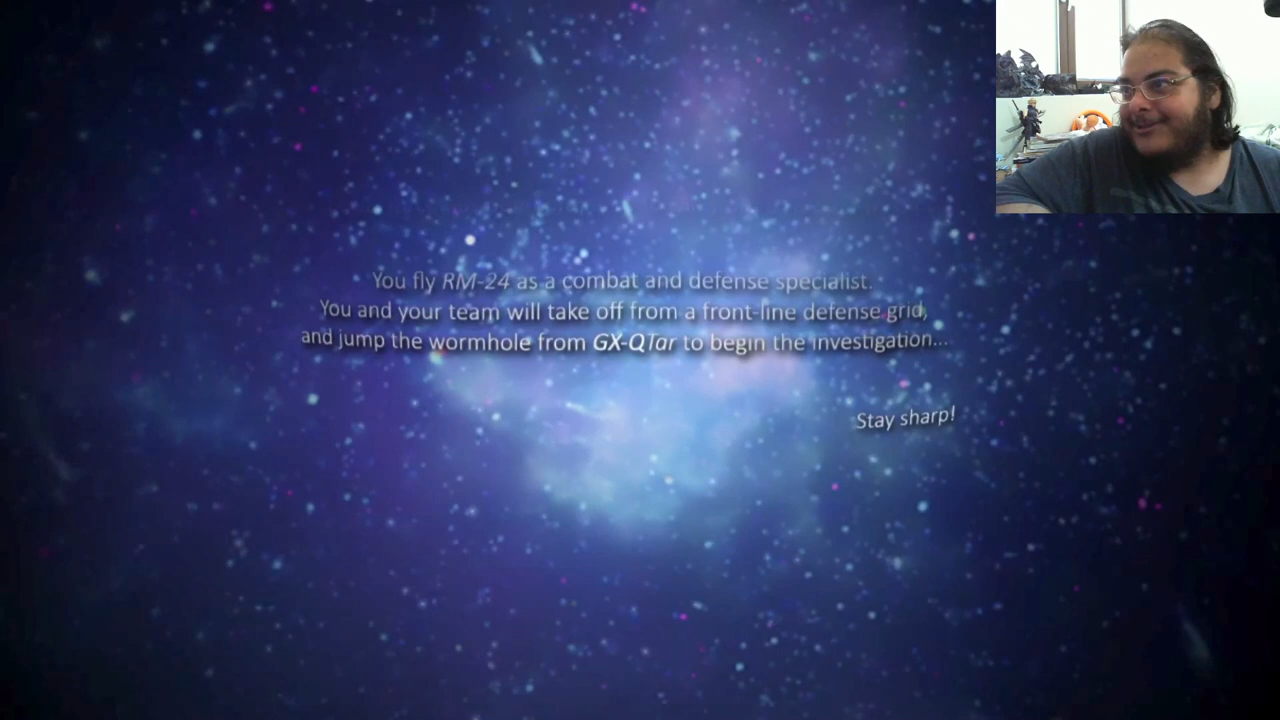 You fly RM-24 as a combat and defense specialist.
You and your team will take off from a front-line defense grid,
and jump the wormhole from GX-QTar to begin the investigation...
Stay sharp!